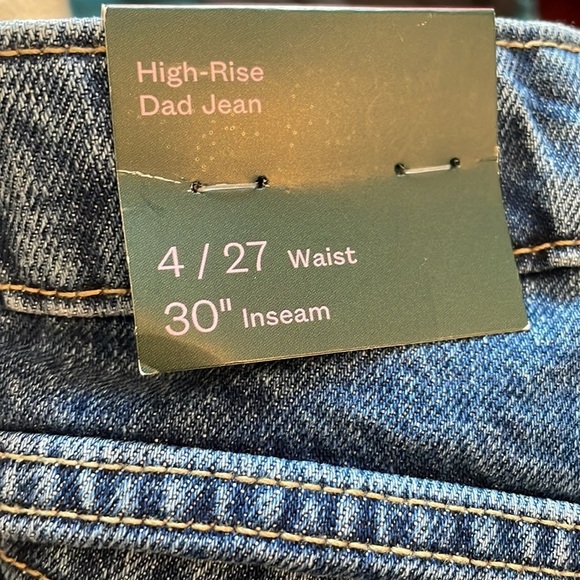 High-Rise
Dad Jean
4 / 27 Waist
30" Inseam